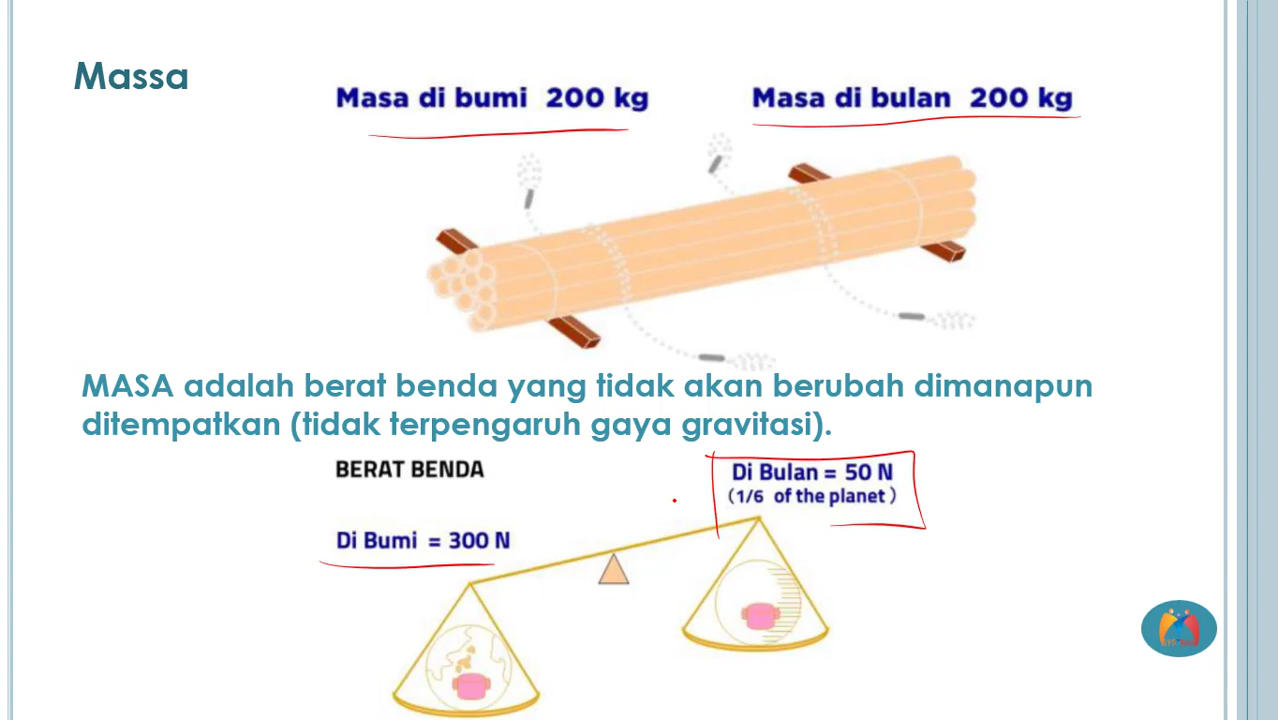 Massa
Masa di bumi 200 kg
Masa di bulan 200 kg
MASA adalah berat benda yang tidak akan berubah dimanapun
ditempatkan (tidak terpengaruh gaya gravitasi).
BERAT BENDA
Di Bulan = 50 N
(1/6 of the planet)
Di Bumi = 300 N